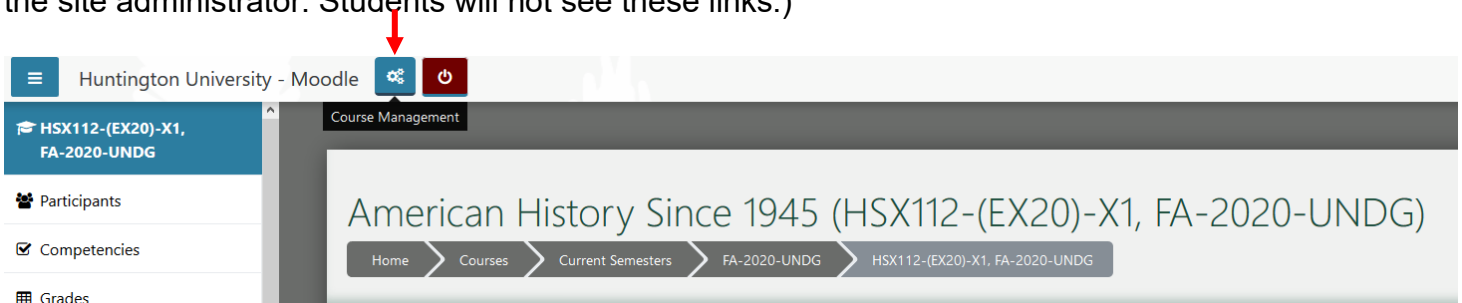 the site administrator. Students will not see these links.)
Huntington University - Moodle
Course Management
HSX112-(EX20)-X1,
FA-2020-UNDG
Participants
Competencies
Grades
American History Since 1945 (HSX112-(EX20)-X1, FA-2020-UNDG)
Home Courses Current Semesters FA-2020-UNDG HSX112-(EX20)-X1, FA-2020-UNDG